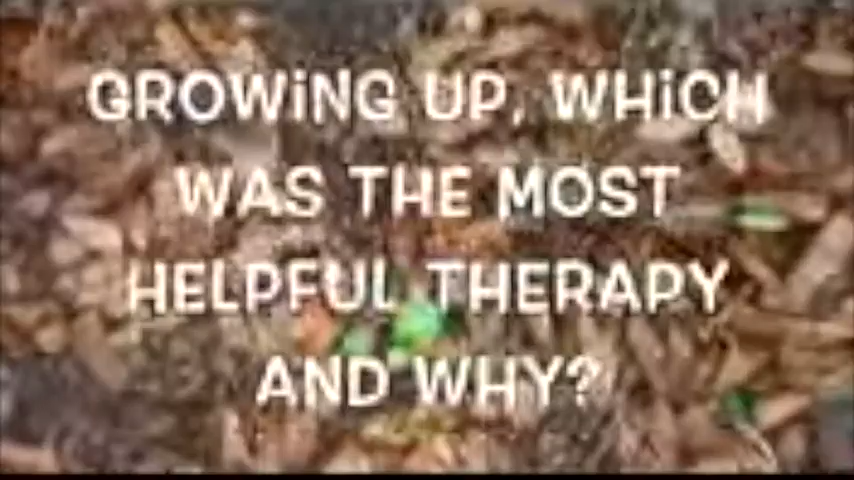 GROWiNG UP, WHiCH
WAS THE MOST
HELPFUL THERAPY
AND WHY?